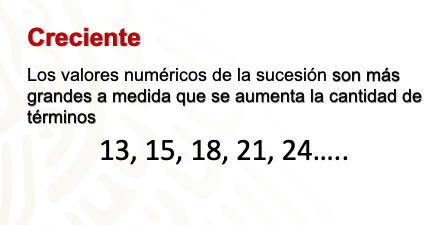 Creciente
Los valores numéricos de la sucesión son más
grandes a medida que se aumenta la cantidad de
términos
13, 15, 18, 21, 24…..